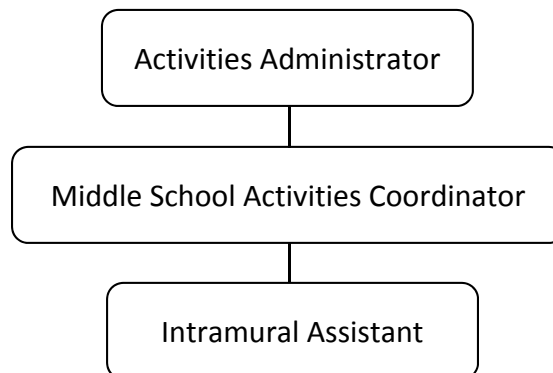 Activities Administrator
Middle School Activities Coordinator
Intramural Assistant